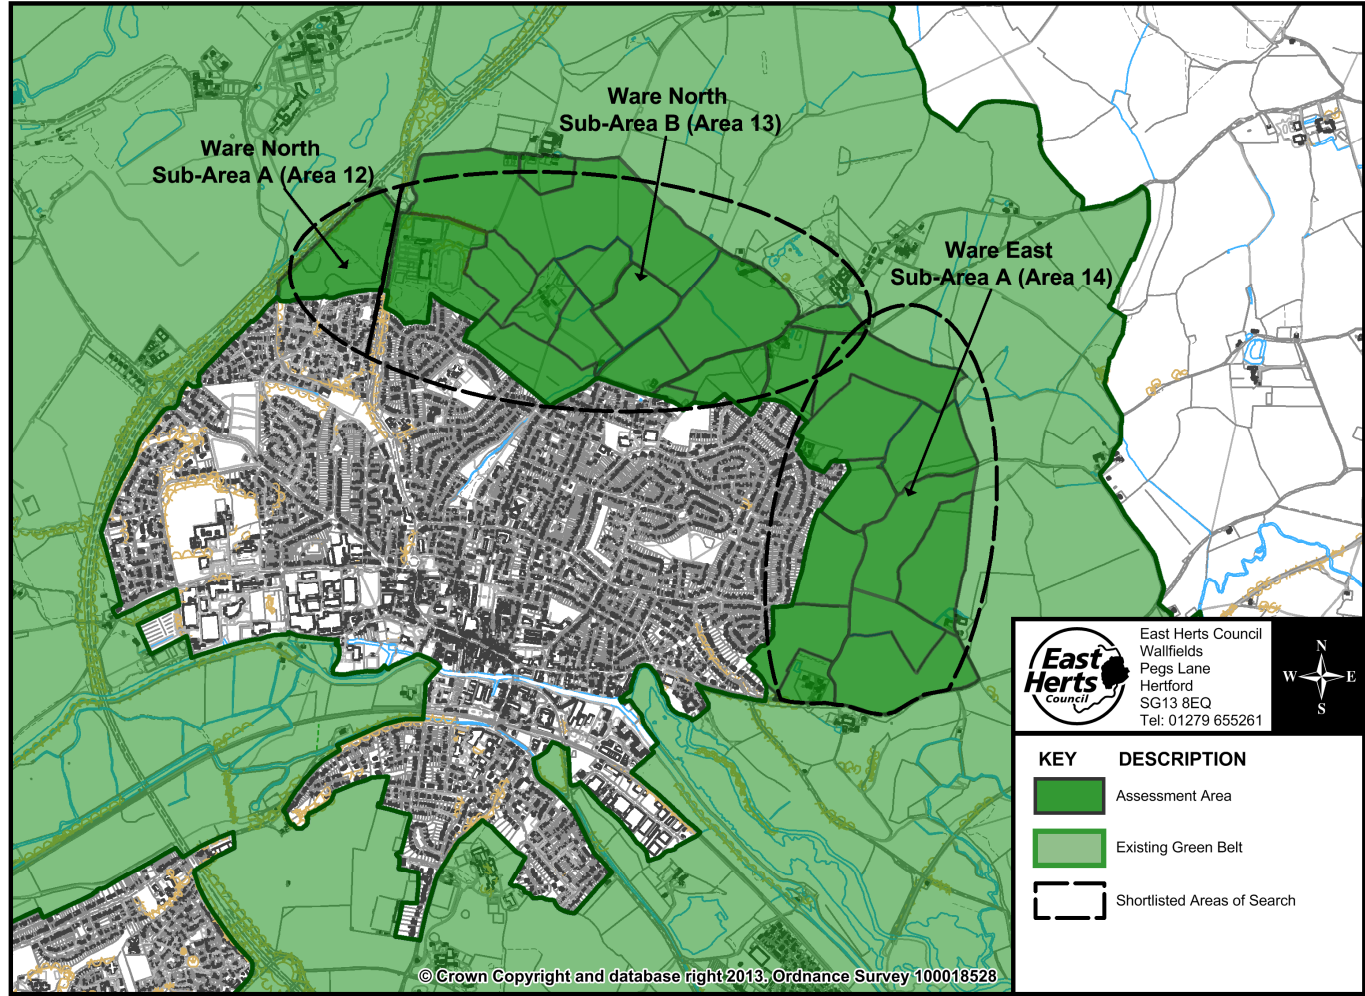 Ware North
Sub-Area B (Area 13)
Ware North
Sub-Area A (Area 12)
Ware East
Sub-Area A (Area 14)
East
Herts
Council
East Herts Council
Wallfields
Pegs Lane
Hertford
SG13 8EQ
Tel: 01279 655261
N
W E
S
KEY DESCRIPTION
Assessment Area
Existing Green Belt
Shortlisted Areas of Search
© Crown Copyright and database right 2013. Ordnance Survey 100018528